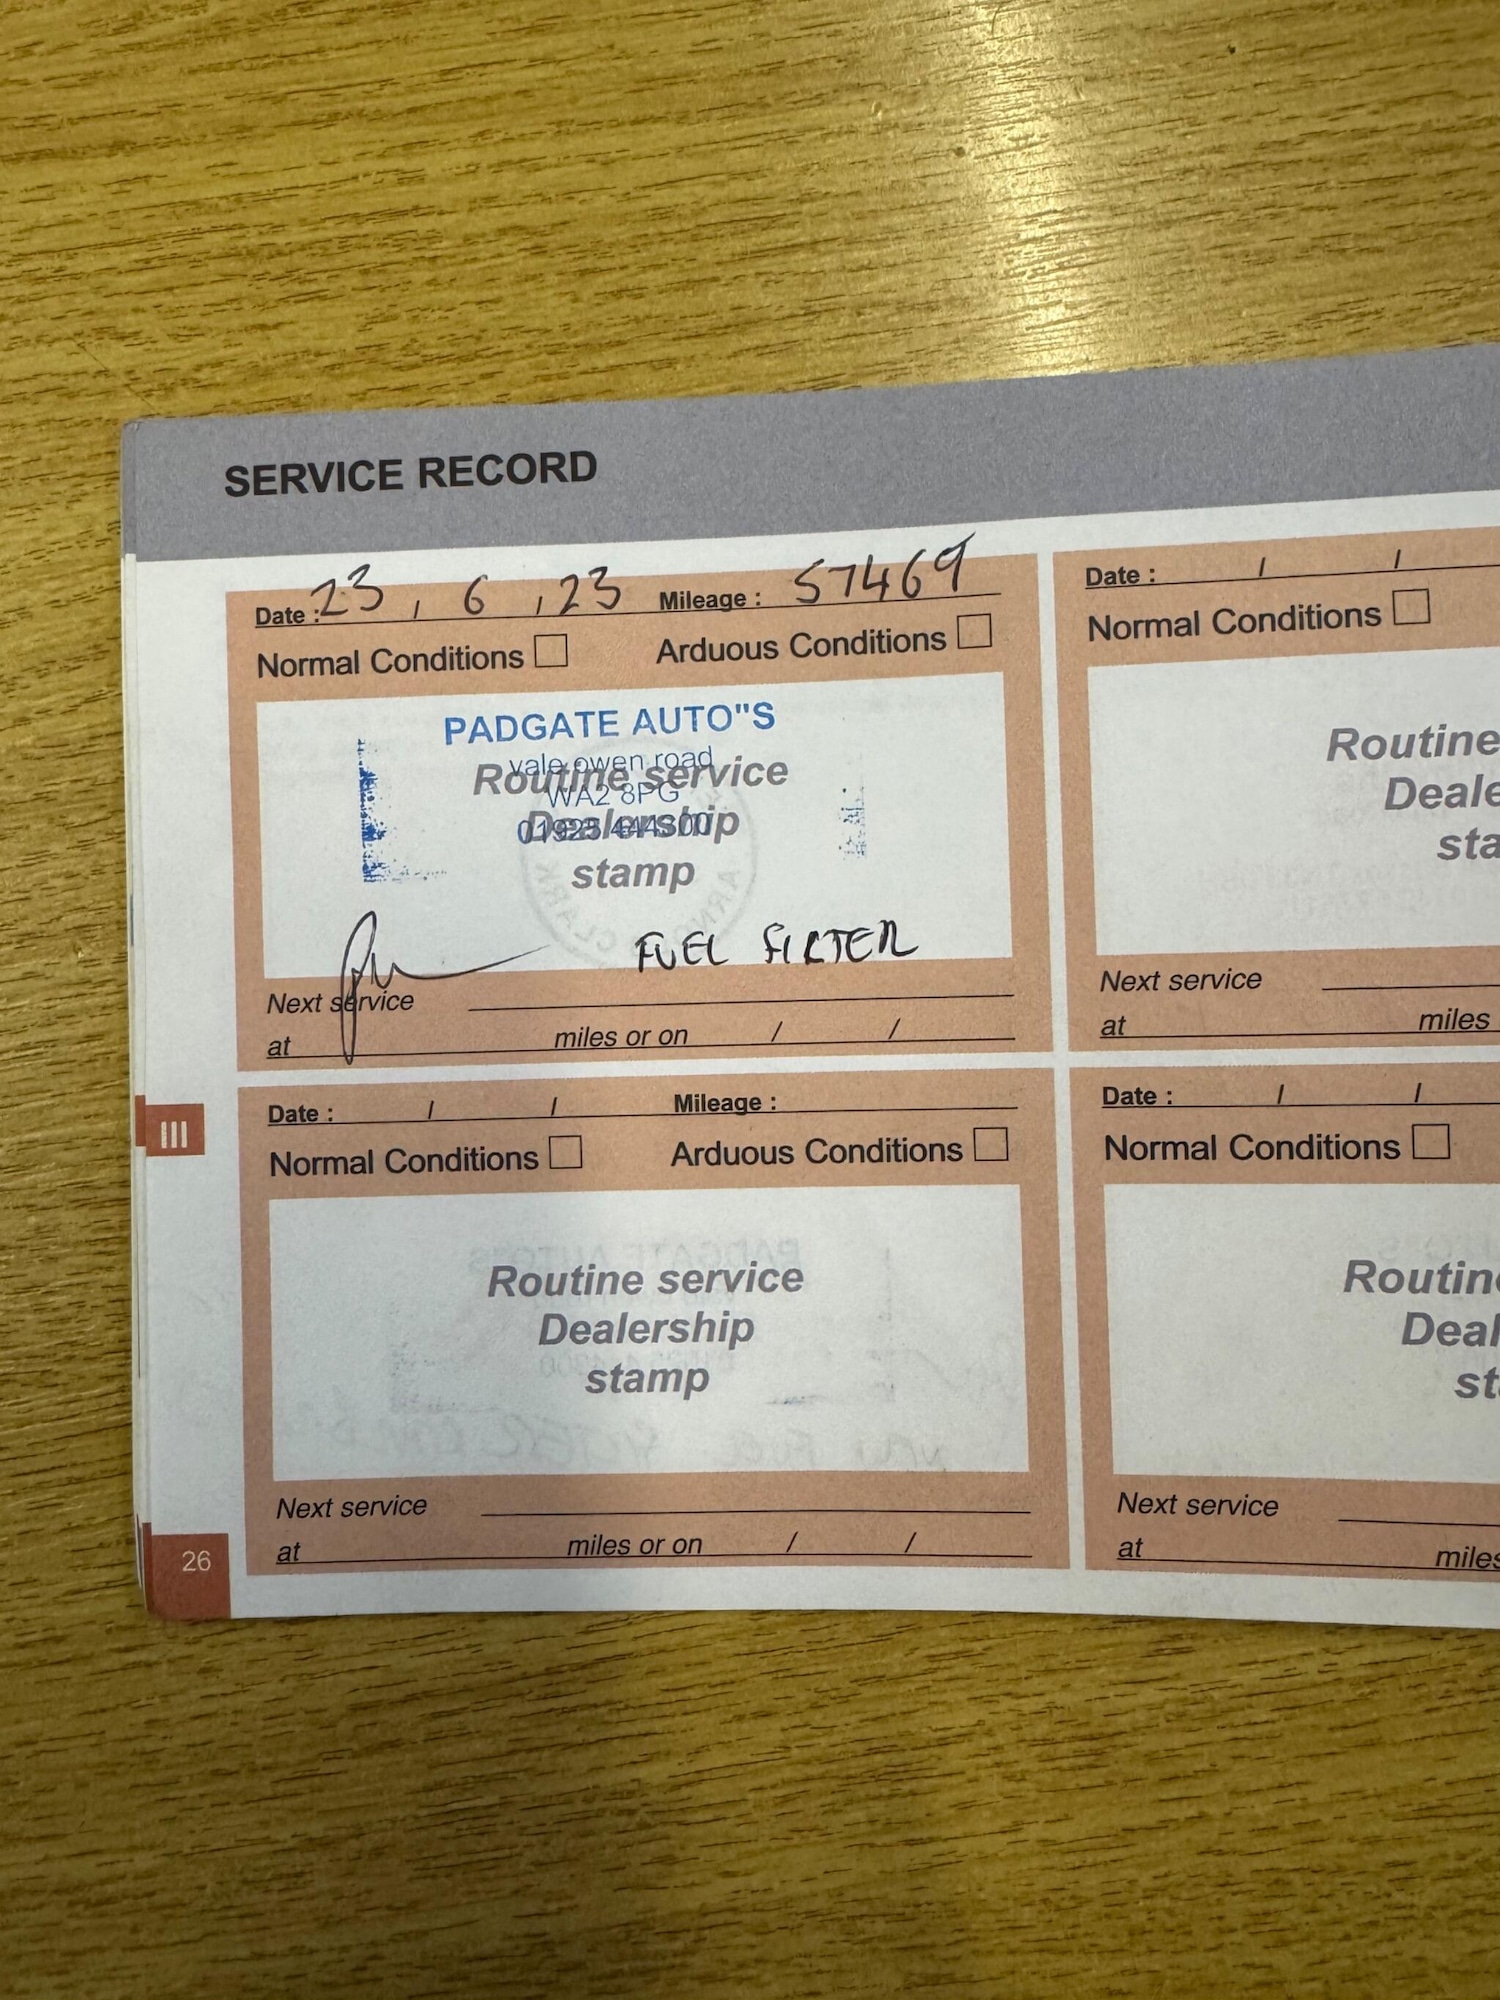 SERVICE RECORD
Date : 23 / 6 / 23 Mileage : 57469
Normal Conditions Arduous Conditions
PADGATE AUTO"S
vale owen road
Routine service
WA2 8PG
Dealership
stamp
FUEL FILTER
Next service
at miles or on / /
Date : / /
Normal Conditions
Routine
Deale
sta
Next service
at miles
Date : / / Mileage :
Normal Conditions Arduous Conditions
Routine service
Dealership
stamp
Next service
at miles or on / /
Date : / /
Normal Conditions
Routin
Deal
st
Next service
at miles
III
26